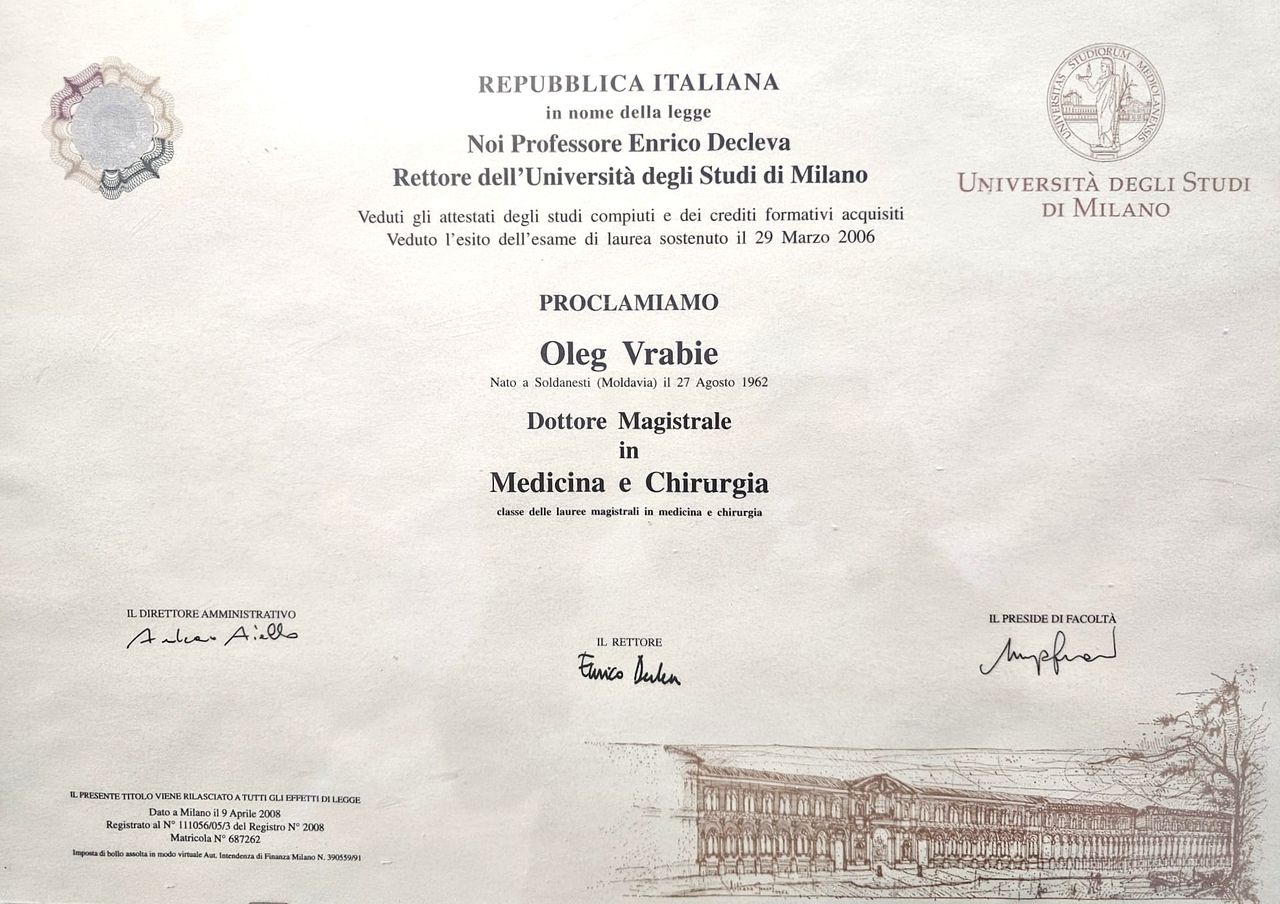 REPUBBLICA ITALIANA
in nome della legge
Noi Professore Enrico Decleva
Rettore dell'Università degli Studi di Milano
Veduti gli attestati degli studi compiuti e dei crediti formativi acquisiti
Veduto l'esito dell'esame di laurea sostenuto il 29 Marzo 2006
UNIVERSITAS STUDIORUM MEDIOLANENSIS
UNIVERSITÀ DEGLI STUDI
DI MILANO
PROCLAMIAMO
Oleg Vrabie
Nato a Soldanesti (Moldavia) il 27 Agosto 1962
Dottore Magistrale
in
Medicina e Chirurgia
classe delle lauree magistrali in medicina e chirurgia
IL DIRETTORE AMMINISTRATIVO
Aiello
IL RETTORE
Enrico Decleva
IL PRESIDE DI FACOLTÀ
IL PRESENTE TITOLO VIENE RILASCIATO A TUTTI GLI EFFETTI DI LEGGE
Dato a Milano il 9 Aprile 2008
Registrato al N° 111056/05/3 del Registro N° 2008
Matricola N° 687262
Imposta di bollo assolta in modo virtuale Aut. Intendenza di Finanza Milano N. 390559/91